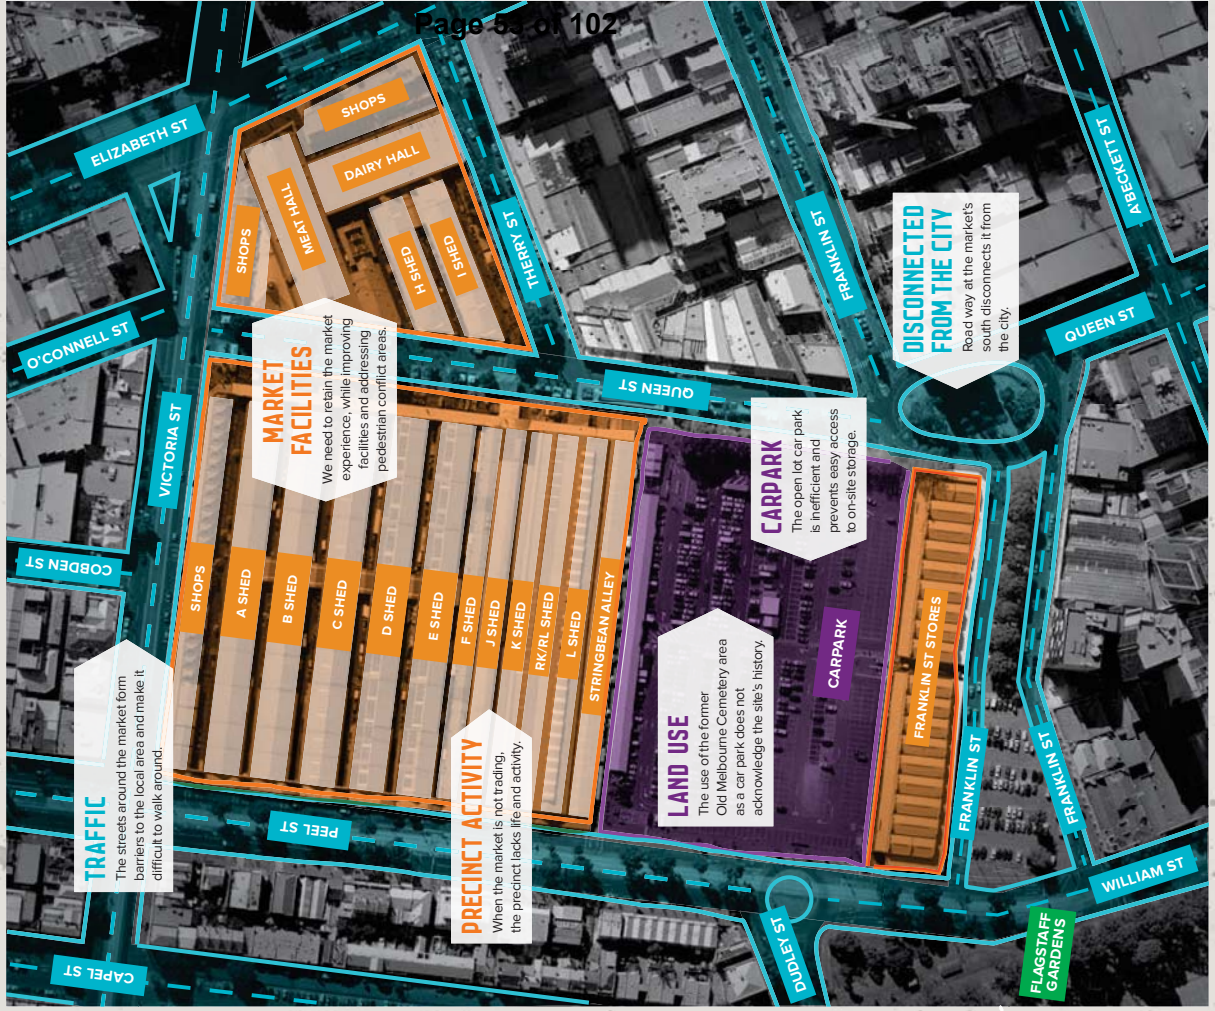 Page 53 of 102
ELIZABETH ST
O'CONNELL ST
VICTORIA ST
COBDEN ST
CAPEL ST
PEEL ST
DUDLEY ST
WILLIAM ST
FLAGSTAFF
GARDENS
FRANKLIN ST
FRANKLIN ST
FRANKLIN ST
QUEEN ST
QUEEN ST
THERRY ST
A'BECKETT ST
SHOPS
MEAT HALL
SHOPS
DAIRY HALL
H SHED
I SHED
SHOPS
A SHED
B SHED
C SHED
D SHED
E SHED
F SHED
J SHED
K SHED
RK/RL SHED
L SHED
STRINGBEAN ALLEY
CARPARK
FRANKLIN ST STORES
TRAFFIC
The streets around the market form
barriers to the local area and make it
difficult to walk around.
MARKET
FACILITIES
We need to retain the market
experience, while improving
facilities and addressing
pedestrian conflict areas.
PRECINCT ACTIVITY
When the market is not trading,
the precinct lacks life and activity.
LAND USE
The use of the former
Old Melbourne Cemetery area
as a car park does not
acknowledge the site's history.
CARPARK
The open lot car park
is inefficient and
prevents easy access
to on-site storage.
DISCONNECTED
FROM THE CITY
Road way at the market's
south disconnects it from
the city.